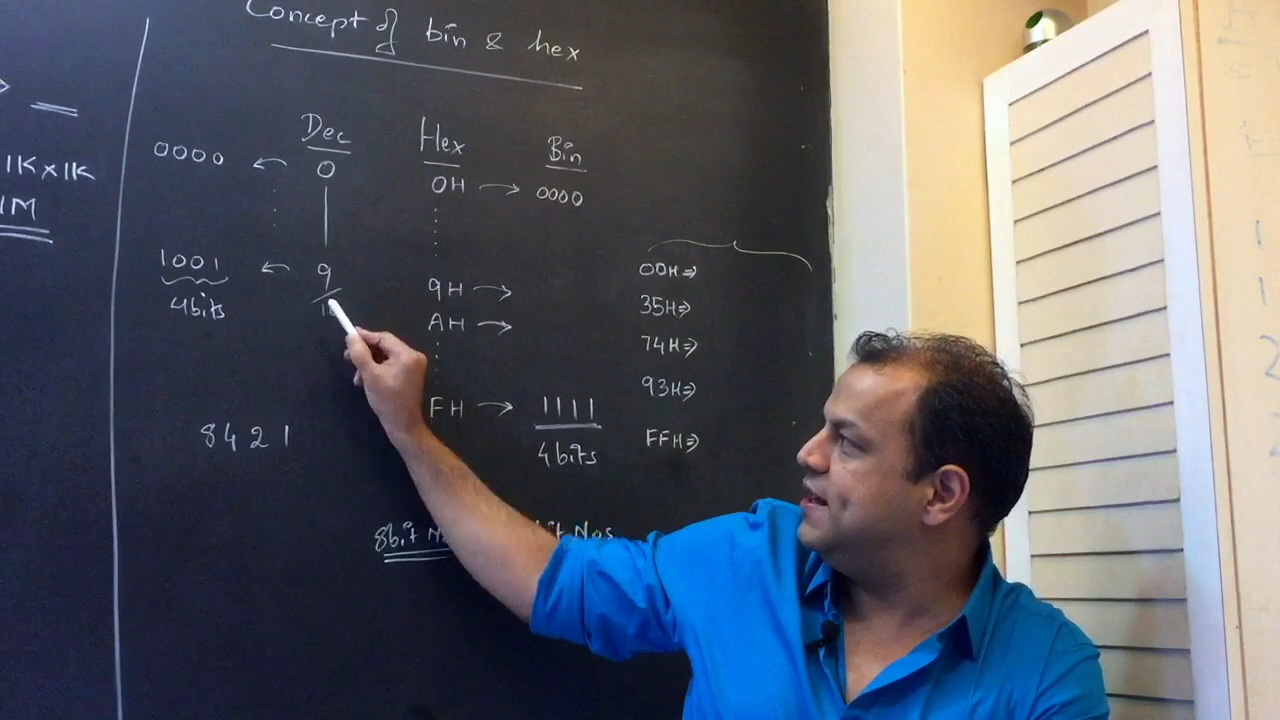 Concept of bin & hex
1K×1K
1M
Dec Hex Bin
0000 ← 0
0H → 0000
1001 ← 9
4bits
9H →
AH →
FH → 1111
4bits
8 4 2 1
00H ⇒
35H ⇒
74H ⇒
93H ⇒
FFH ⇒
8bit
Nos